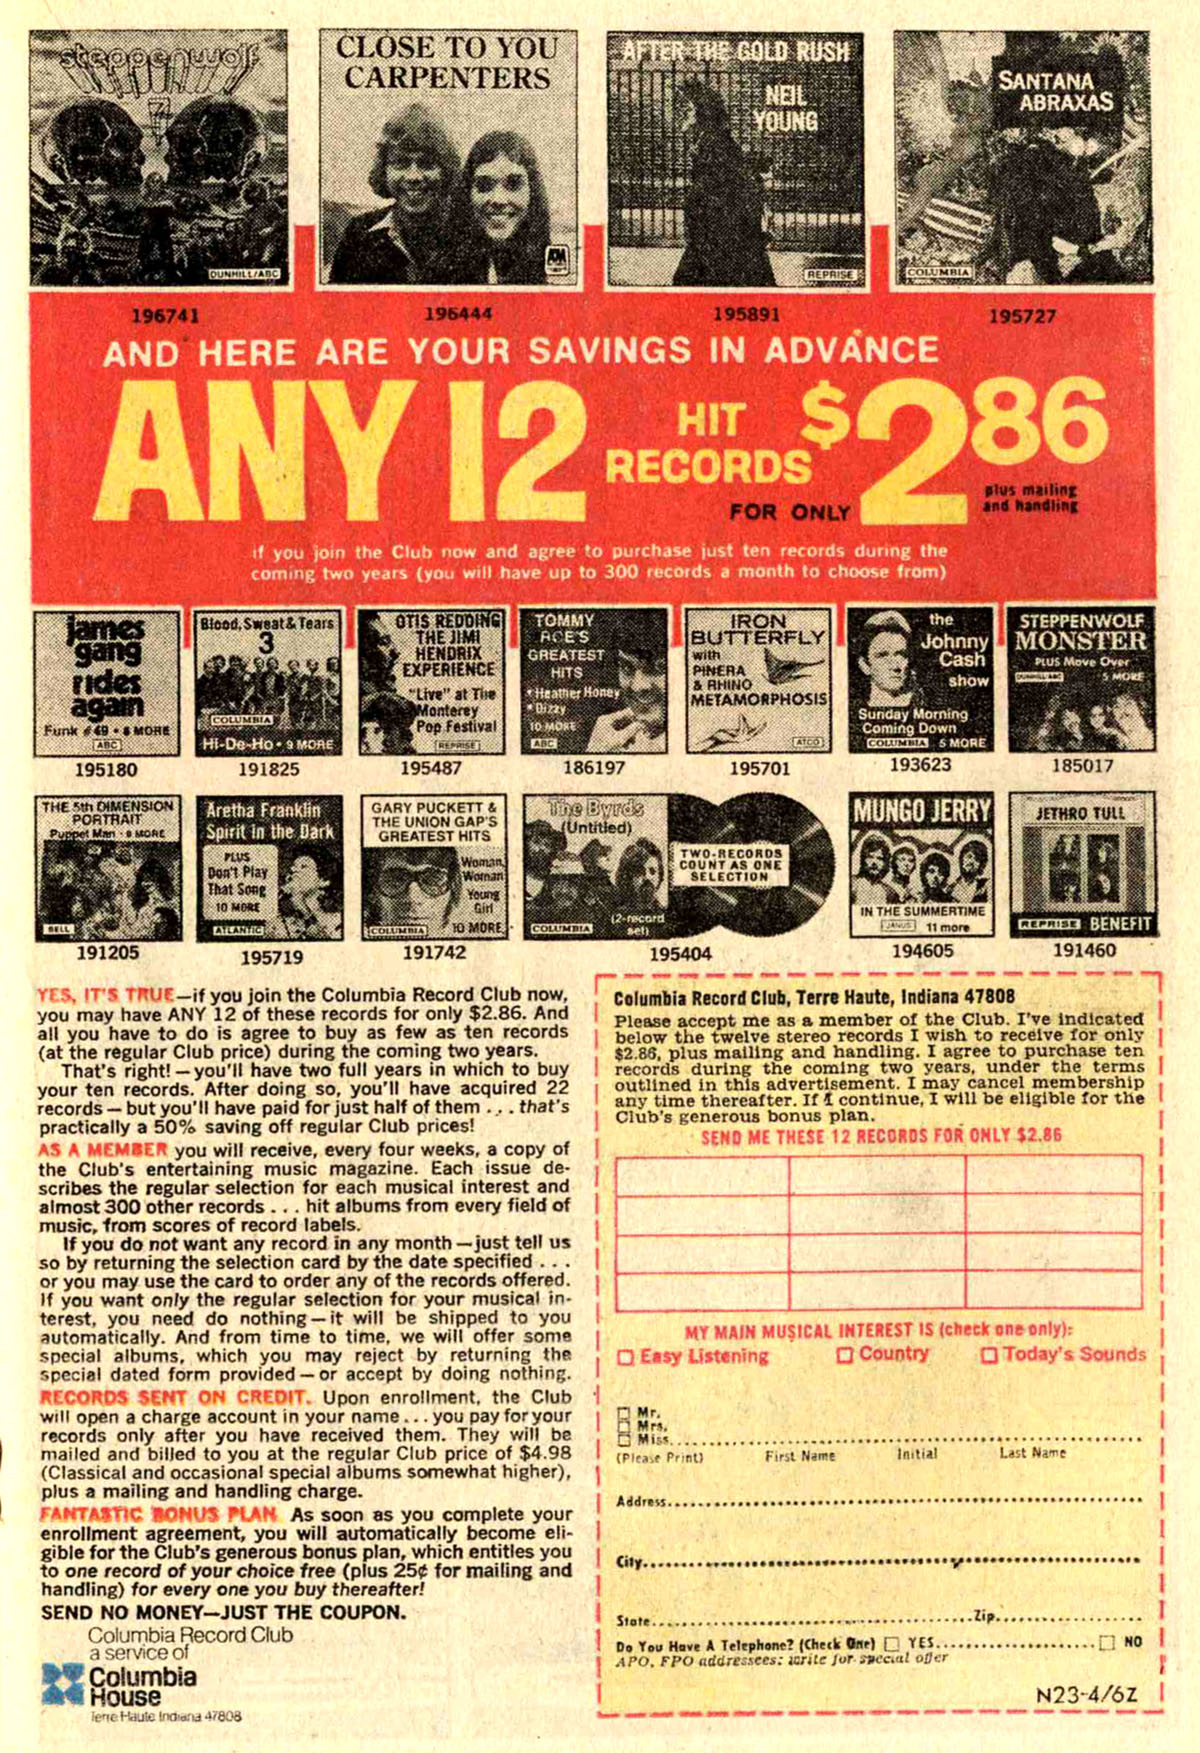 steppenwolf
7
DUNHILL/ABC
196741
CLOSE TO YOU
CARPENTERS
A&M
196444
AFTER THE GOLD RUSH
NEIL
YOUNG
REPRISE
195891
SANTANA
ABRAXAS
COLUMBIA
195727
AND HERE ARE YOUR SAVINGS IN ADVANCE
ANY 12 HIT RECORDS FOR ONLY $2.86
plus mailing
and handling
if you join the Club now and agree to purchase just ten records during the
coming two years (you will have up to 300 records a month to choose from)
james
gang
rides
again
Funk #49 • 8 MORE
ABC
195180
Blood, Sweat & Tears
3
COLUMBIA
Hi-De-Ho • 9 MORE
191825
OTIS REDDING
THE JIMI
HENDRIX
EXPERIENCE
"Live" at The
Monterey
Pop Festival
REPRISE
195487
TOMMY
ROE'S
GREATEST
HITS
• Heather Honey
• Dizzy
10 MORE
ABC
186197
IRON
BUTTERFLY
with
PINERA
& RHINO
METAMORPHOSIS
ATCO
195701
the
Johnny
Cash
show
Sunday Morning
Coming Down
COLUMBIA 5 MORE
193623
STEPPENWOLF
MONSTER
PLUS Move Over
DUNHILL/ABC 5 MORE
185017
THE 5th DIMENSION
PORTRAIT
Puppet Man • 9 MORE
BELL
191205
Aretha Franklin
Spirit in the Dark
PLUS
Don't Play
That Song
10 MORE
ATLANTIC
195719
GARY PUCKETT &
THE UNION GAP'S
GREATEST HITS
Woman,
Woman
Young
Girl
COLUMBIA 10 MORE
191742
The Byrds
(Untitled)
TWO-RECORDS
COUNT AS ONE
SELECTION
COLUMBIA
(2-record
set)
195404
MUNGO JERRY
IN THE SUMMERTIME
JANUS 11 more
194605
JETHRO TULL
REPRISE BENEFIT
191460
YES, IT'S TRUE—if you join the Columbia Record Club now,
you may have ANY 12 of these records for only $2.86. And
all you have to do is agree to buy as few as ten records
(at the regular Club price) during the coming two years.
That's right! — you'll have two full years in which to buy
your ten records. After doing so, you'll have acquired 22
records — but you'll have paid for just half of them . . . that's
practically a 50% saving off regular Club prices!
AS A MEMBER you will receive, every four weeks, a copy of
the Club's entertaining music magazine. Each issue de-
scribes the regular selection for each musical interest and
almost 300 other records . . . hit albums from every field of
music, from scores of record labels.
If you do not want any record in any month — just tell us
so by returning the selection card by the date specified . . .
or you may use the card to order any of the records offered.
If you want only the regular selection for your musical in-
terest, you need do nothing — it will be shipped to you
automatically. And from time to time, we will offer some
special albums, which you may reject by returning the
special dated form provided — or accept by doing nothing.
RECORDS SENT ON CREDIT. Upon enrollment, the Club
will open a charge account in your name . . . you pay for your
records only after you have received them. They will be
mailed and billed to you at the regular Club price of $4.98
(Classical and occasional special albums somewhat higher),
plus a mailing and handling charge.
FANTASTIC BONUS PLAN. As soon as you complete your
enrollment agreement, you will automatically become eli-
gible for the Club's generous bonus plan, which entitles you
to one record of your choice free (plus 25¢ for mailing and
handling) for every one you buy thereafter!
SEND NO MONEY—JUST THE COUPON.
Columbia Record Club
a service of
Columbia
House
Terre Haute Indiana 47808
Columbia Record Club, Terre Haute, Indiana 47808
Please accept me as a member of the Club. I've indicated
below the twelve stereo records I wish to receive for only
$2.86, plus mailing and handling. I agree to purchase ten
records during the coming two years, under the terms
outlined in this advertisement. I may cancel membership
any time thereafter. If I continue, I will be eligible for the
Club's generous bonus plan.
SEND ME THESE 12 RECORDS FOR ONLY $2.86
MY MAIN MUSICAL INTEREST IS (check one only):
Easy Listening Country Today's Sounds
Mr.
Mrs.
Miss
(Please Print) First Name Initial Last Name
Address
City
State Zip
Do You Have A Telephone? (Check One) YES NO
APO, FPO addressees: write for special offer
N23-4/6Z